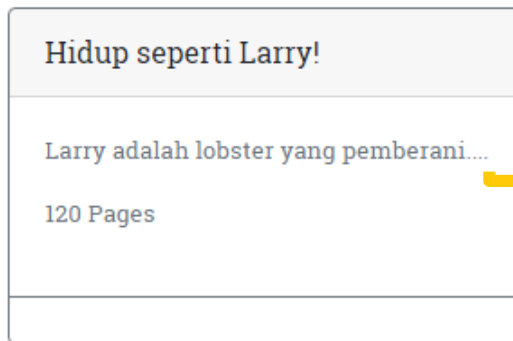 Hidup seperti Larry!
Larry adalah lobster yang pemberani....
120 Pages